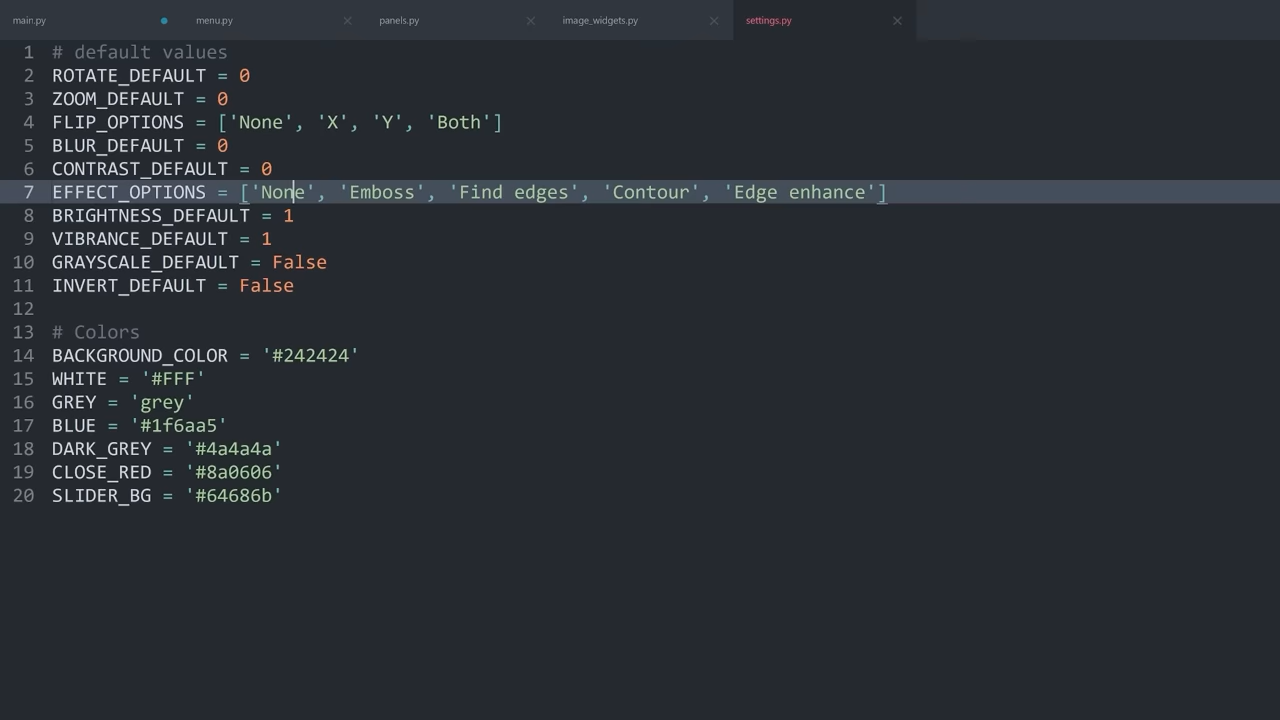 main.py menu.py panels.py image_widgets.py settings.py
1 # default values
2 ROTATE_DEFAULT = 0
3 ZOOM_DEFAULT = 0
4 FLIP_OPTIONS = ['None', 'X', 'Y', 'Both']
5 BLUR_DEFAULT = 0
6 CONTRAST_DEFAULT = 0
7 EFFECT_OPTIONS = ['None', 'Emboss', 'Find edges', 'Contour', 'Edge enhance']
8 BRIGHTNESS_DEFAULT = 1
9 VIBRANCE_DEFAULT = 1
10 GRAYSCALE_DEFAULT = False
11 INVERT_DEFAULT = False
12
13 # Colors
14 BACKGROUND_COLOR = '#242424'
15 WHITE = '#FFF'
16 GREY = 'grey'
17 BLUE = '#1f6aa5'
18 DARK_GREY = '#4a4a4a'
19 CLOSE_RED = '#8a0606'
20 SLIDER_BG = '#64686b'